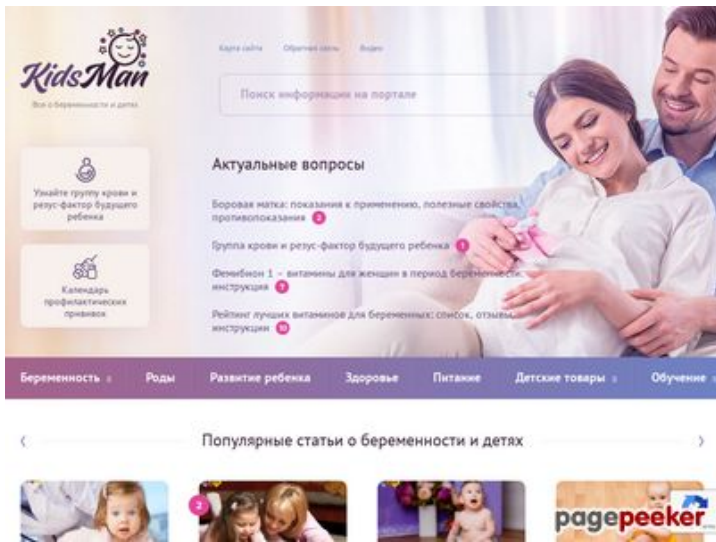 KidsMan
Все о беременности и детях
Карта сайта Обратная связь Видео
Поиск информации на портале
Узнайте группу крови и
резус-фактор будущего
ребенка
Календарь
профилактических
прививок
Актуальные вопросы
Боровая матка: показания к применению, полезные свойства,
противопоказания 2
Группа крови и резус-фактор будущего ребенка 1
Фемибион 1 – витамины для женщин в период беременности:
инструкция
Рейтинг лучших витаминов для беременных: список, отзывы,
инструкции 10
Беременность Роды Развитие ребенка Здоровье Питание Детские товары Обучение
Популярные статьи о беременности и детях
2
pagepeeker